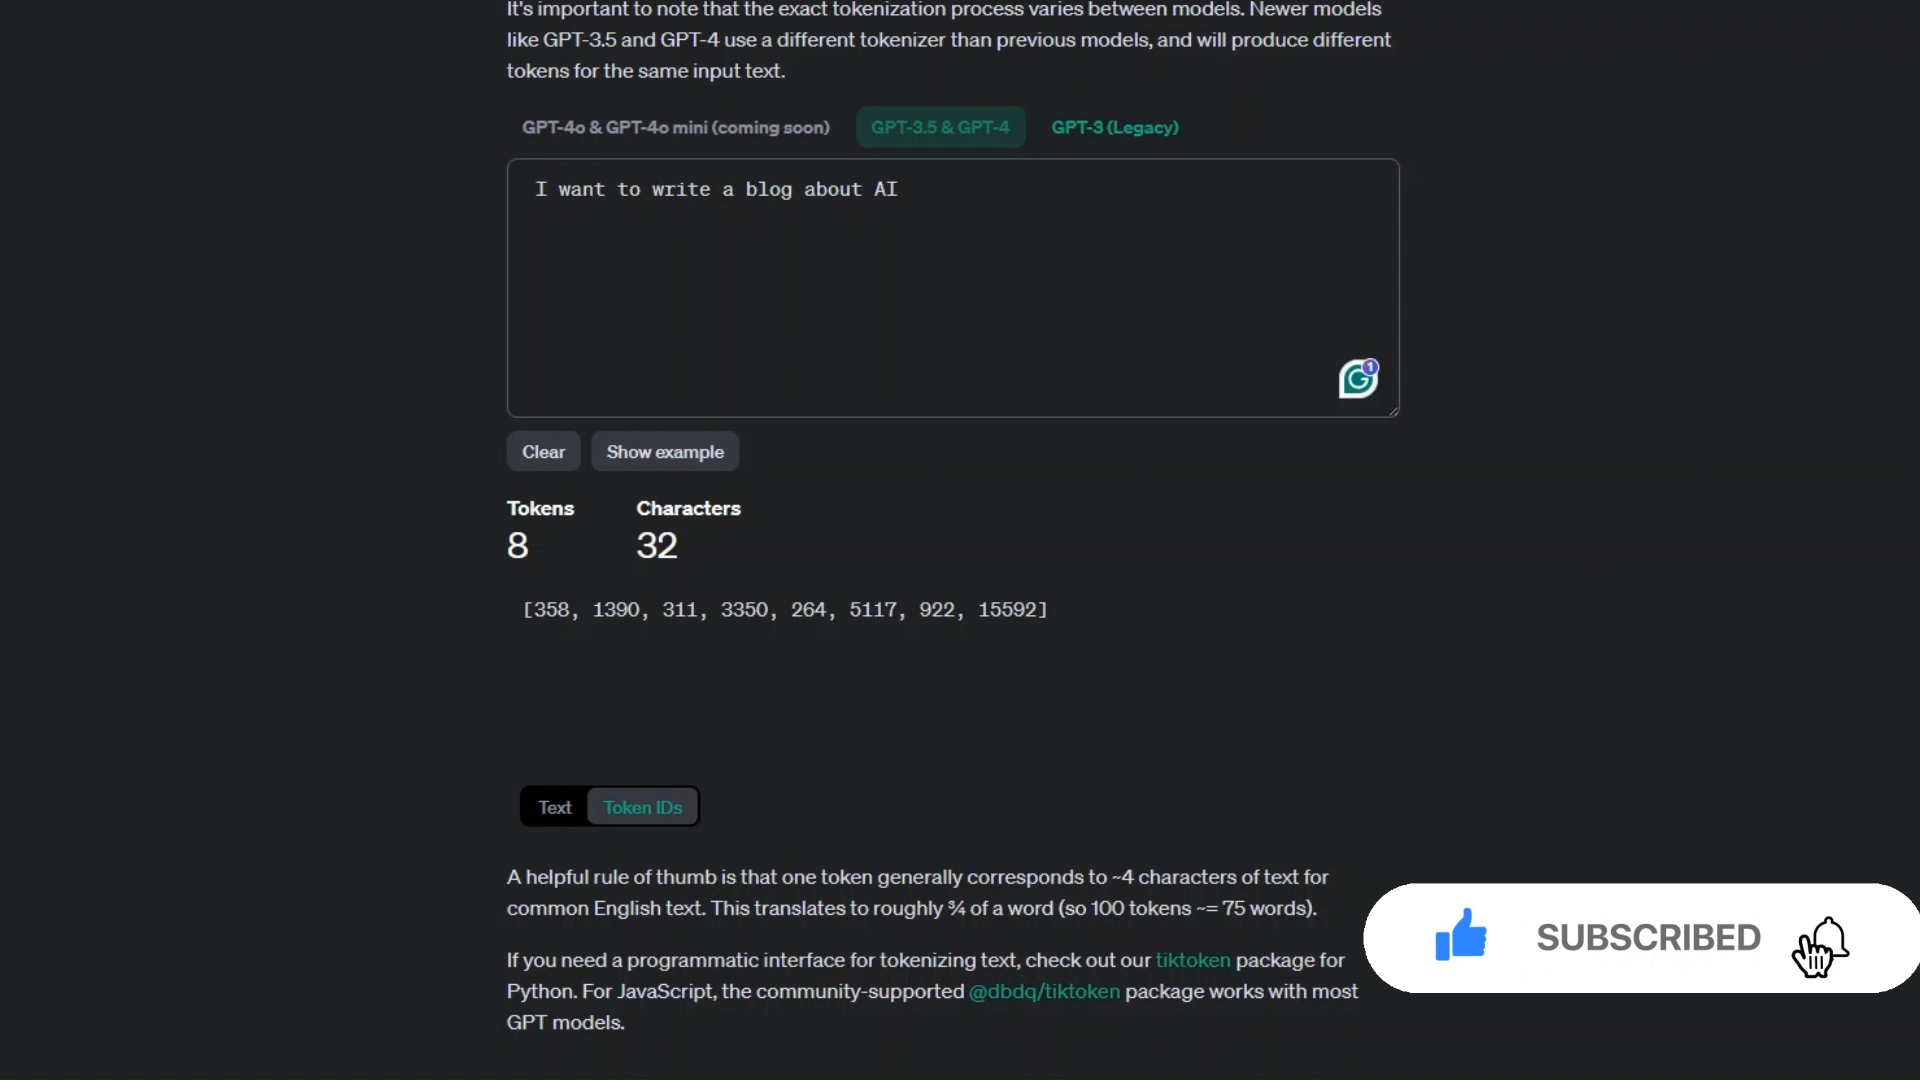 It's important to note that the exact tokenization process varies between models. Newer models
like GPT-3.5 and GPT-4 use a different tokenizer than previous models, and will produce different
tokens for the same input text.
GPT-4o & GPT-4o mini (coming soon) GPT-3.5 & GPT-4 GPT-3 (Legacy)
I want to write a blog about AI
1
Clear Show example
Tokens Characters
8 32
[358, 1390, 311, 3350, 264, 5117, 922, 15592]
Text Token IDs
A helpful rule of thumb is that one token generally corresponds to ~4 characters of text for
common English text. This translates to roughly ¾ of a word (so 100 tokens ~= 75 words).
If you need a programmatic interface for tokenizing text, check out our tiktoken package for
Python. For JavaScript, the community-supported @dbdq/tiktoken package works with most
GPT models.
SUBSCRIBED